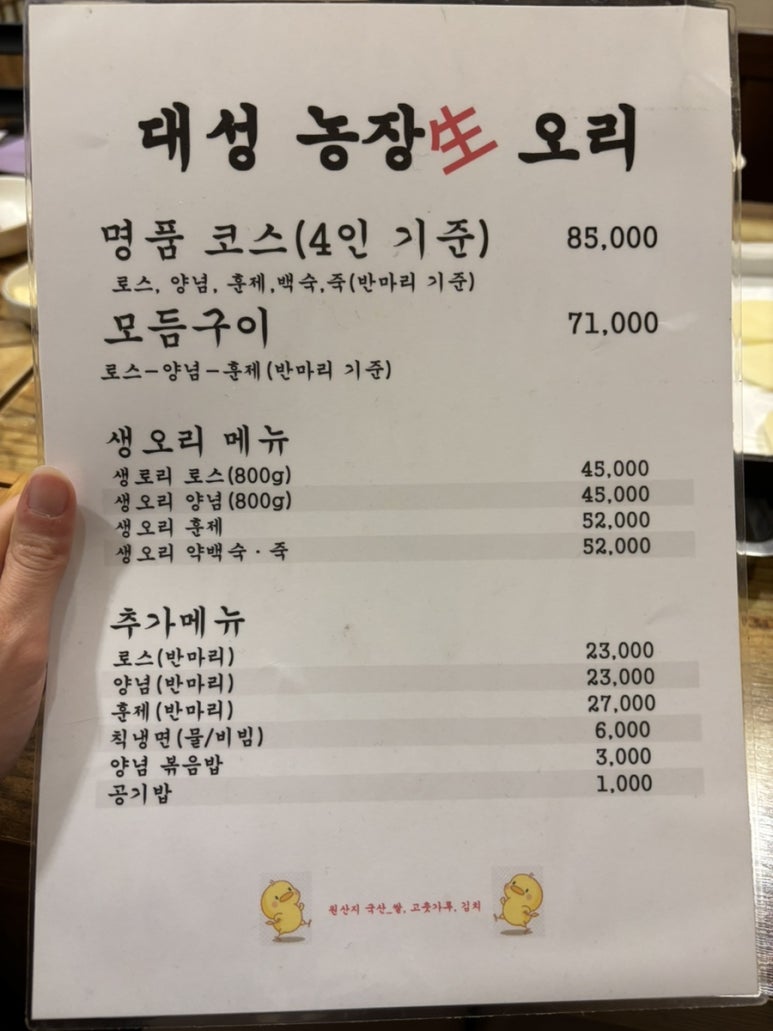 대성 농장生 오리
명품 코스(4인 기준) 85,000
로스, 양념, 훈제,백숙,죽(반마리 기준)
모듬구이 71,000
로스-양념-훈제(반마리 기준)
생오리 메뉴
생토리 로스(800g) 45,000
생오리 양념(800g) 45,000
생오리 훈제 52,000
생오리 약백숙·죽 52,000
추가메뉴
로스(반마리) 23,000
양념(반마리) 23,000
훈제(반마리) 27,000
칙냉면(물/비빔) 6,000
양념 볶음밥 3,000
공기밥 1,000
원산지 국산_쌀, 고춧가루, 김치